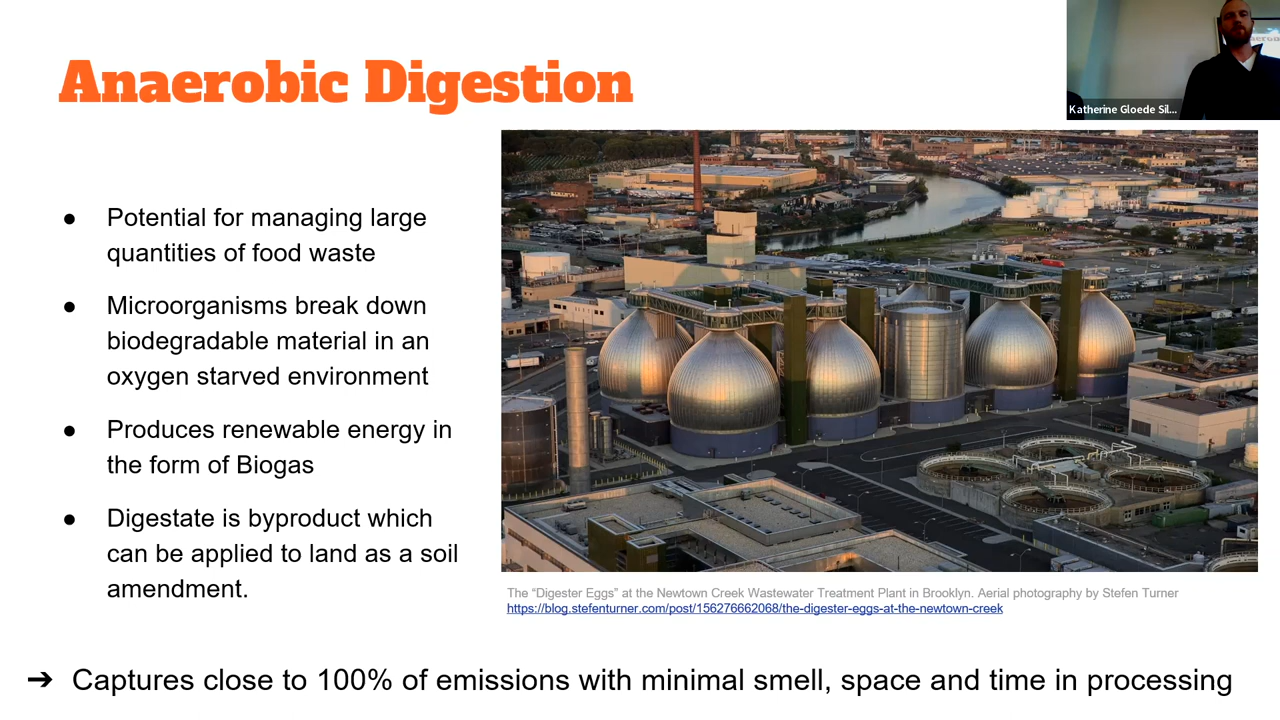 Anaerobic Digestion
Katherine Gloede Sil...
● Potential for managing large
quantities of food waste
● Microorganisms break down
biodegradable material in an
oxygen starved environment
● Produces renewable energy in
the form of Biogas
● Digestate is byproduct which
can be applied to land as a soil
amendment.
The “Digester Eggs” at the Newtown Creek Wastewater Treatment Plant in Brooklyn. Aerial photography by Stefen Turner
https://blog.stefenturner.com/post/156276662068/the-digester-eggs-at-the-newtown-creek
➔ Captures close to 100% of emissions with minimal smell, space and time in processing